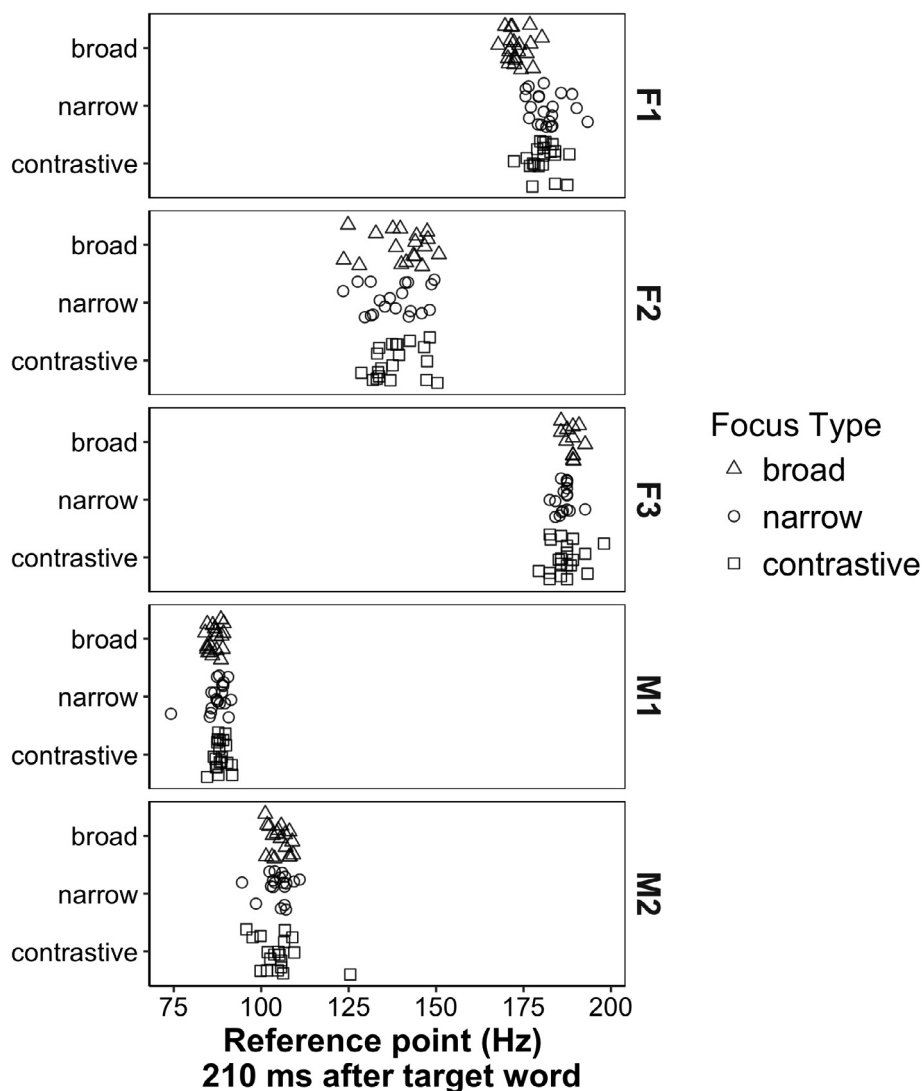 broad
narrow
contrastive
F1
broad
narrow
contrastive
F2
broad
narrow
contrastive
F3
broad
narrow
contrastive
M1
broad
narrow
contrastive
M2
75 100 125 150 175 200
Reference point (Hz)
210 ms after target word
Focus Type
broad
narrow
contrastive